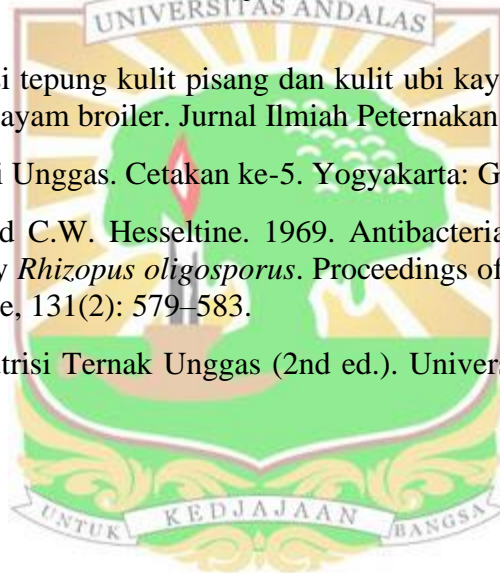 UNIVERSITAS ANDALAS
si tepung kulit pisang dan kulit ubi kay
ayam broiler. Jurnal Ilmiah Peternakan
i Unggas. Cetakan ke-5. Yogyakarta: G
d C.W. Hesseltine. 1969. Antibacteria
y Rhizopus oligosporus. Proceedings of
e, 131(2): 579–583.
trisi Ternak Unggas (2nd ed.). Univers
UNTUK KEDJAJAAN BANGSA